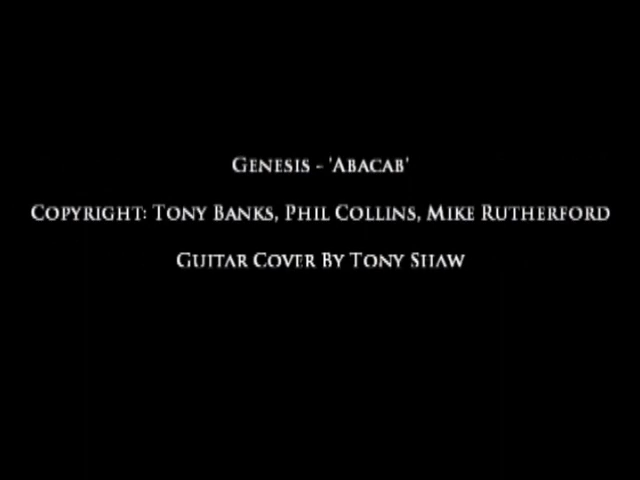 Genesis - 'Abacab'
Copyright: Tony Banks, Phil Collins, Mike Rutherford
Guitar Cover By Tony Shaw